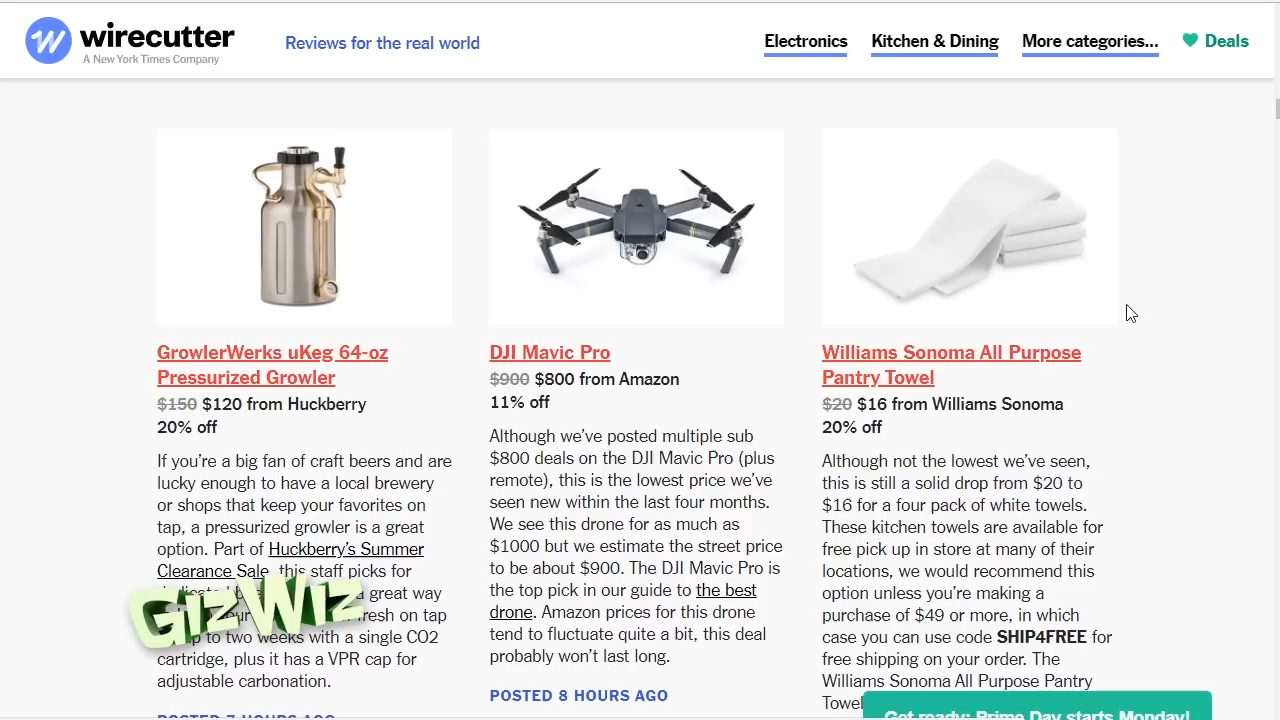 wirecutter
A New York Times Company
Reviews for the real world
Electronics
Kitchen & Dining
More categories...
Deals
GrowlerWerks uKeg 64-oz
Pressurized Growler
$150 $120 from Huckberry
20% off
If you're a big fan of craft beers and are
lucky enough to have a local brewery
or shops that keep your favorites on
tap, a pressurized growler is a great
option. Part of Huckberry's Summer
Clearance Sale, this staff picks for
great way
fresh on tap
up to two weeks with a single CO2
cartridge, plus it has a VPR cap for
adjustable carbonation.
POSTED 7 HOURS AGO
GizWiz
DJI Mavic Pro
$900 $800 from Amazon
11% off
Although we've posted multiple sub
$800 deals on the DJI Mavic Pro (plus
remote), this is the lowest price we've
seen new within the last four months.
We see this drone for as much as
$1000 but we estimate the street price
to be about $900. The DJI Mavic Pro is
the top pick in our guide to the best
drone. Amazon prices for this drone
tend to fluctuate quite a bit, this deal
probably won't last long.
POSTED 8 HOURS AGO
Williams Sonoma All Purpose
Pantry Towel
$20 $16 from Williams Sonoma
20% off
Although not the lowest we've seen,
this is still a solid drop from $20 to
$16 for a four pack of white towels.
These kitchen towels are available for
free pick up in store at many of their
locations, we would recommend this
option unless you're making a
purchase of $49 or more, in which
case you can use code SHIP4FREE for
free shipping on your order. The
Williams Sonoma All Purpose Pantry
Get ready: Prime Day starts Monday!